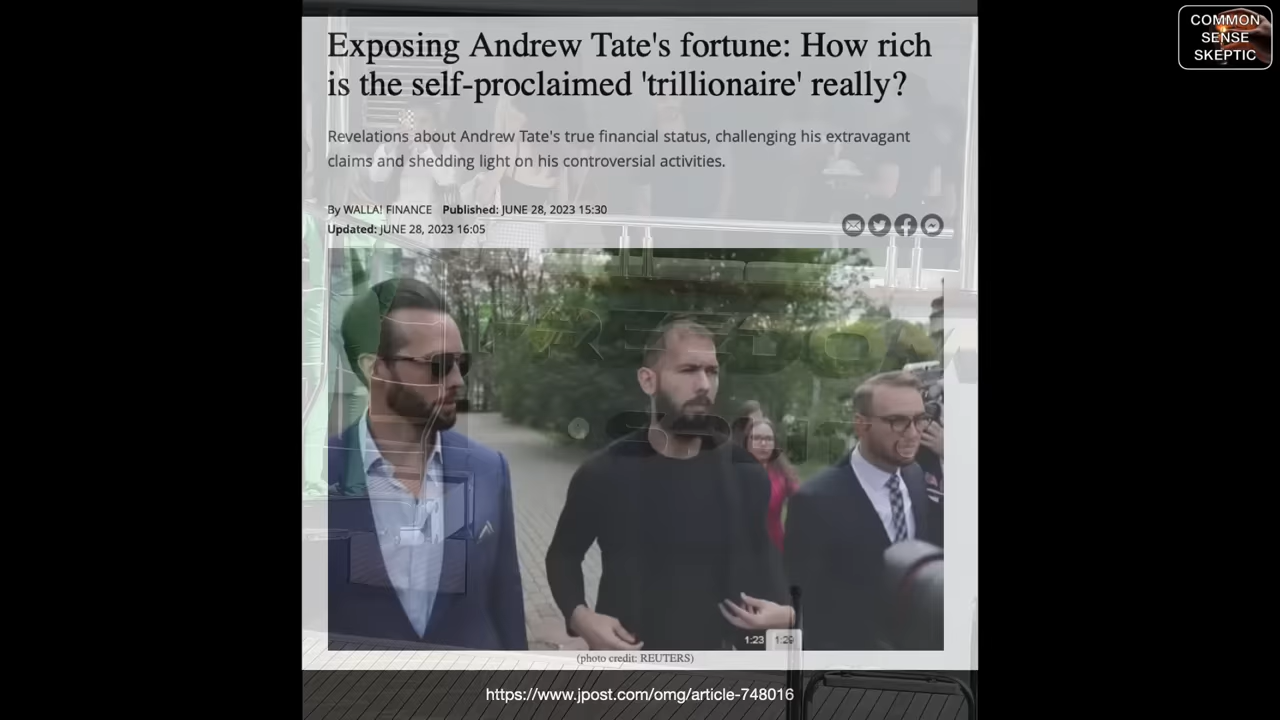 COMMON
SENSE
SKEPTIC
Exposing Andrew Tate's fortune: How rich
is the self-proclaimed 'trillionaire' really?
Revelations about Andrew Tate's true financial status, challenging his extravagant
claims and shedding light on his controversial activities.
By WALLA! FINANCE Published: JUNE 28, 2023 15:30
Updated: JUNE 28, 2023 16:05
FREEDOM
1:23 1:29
(photo credit: REUTERS)
https://www.jpost.com/omg/article-748016